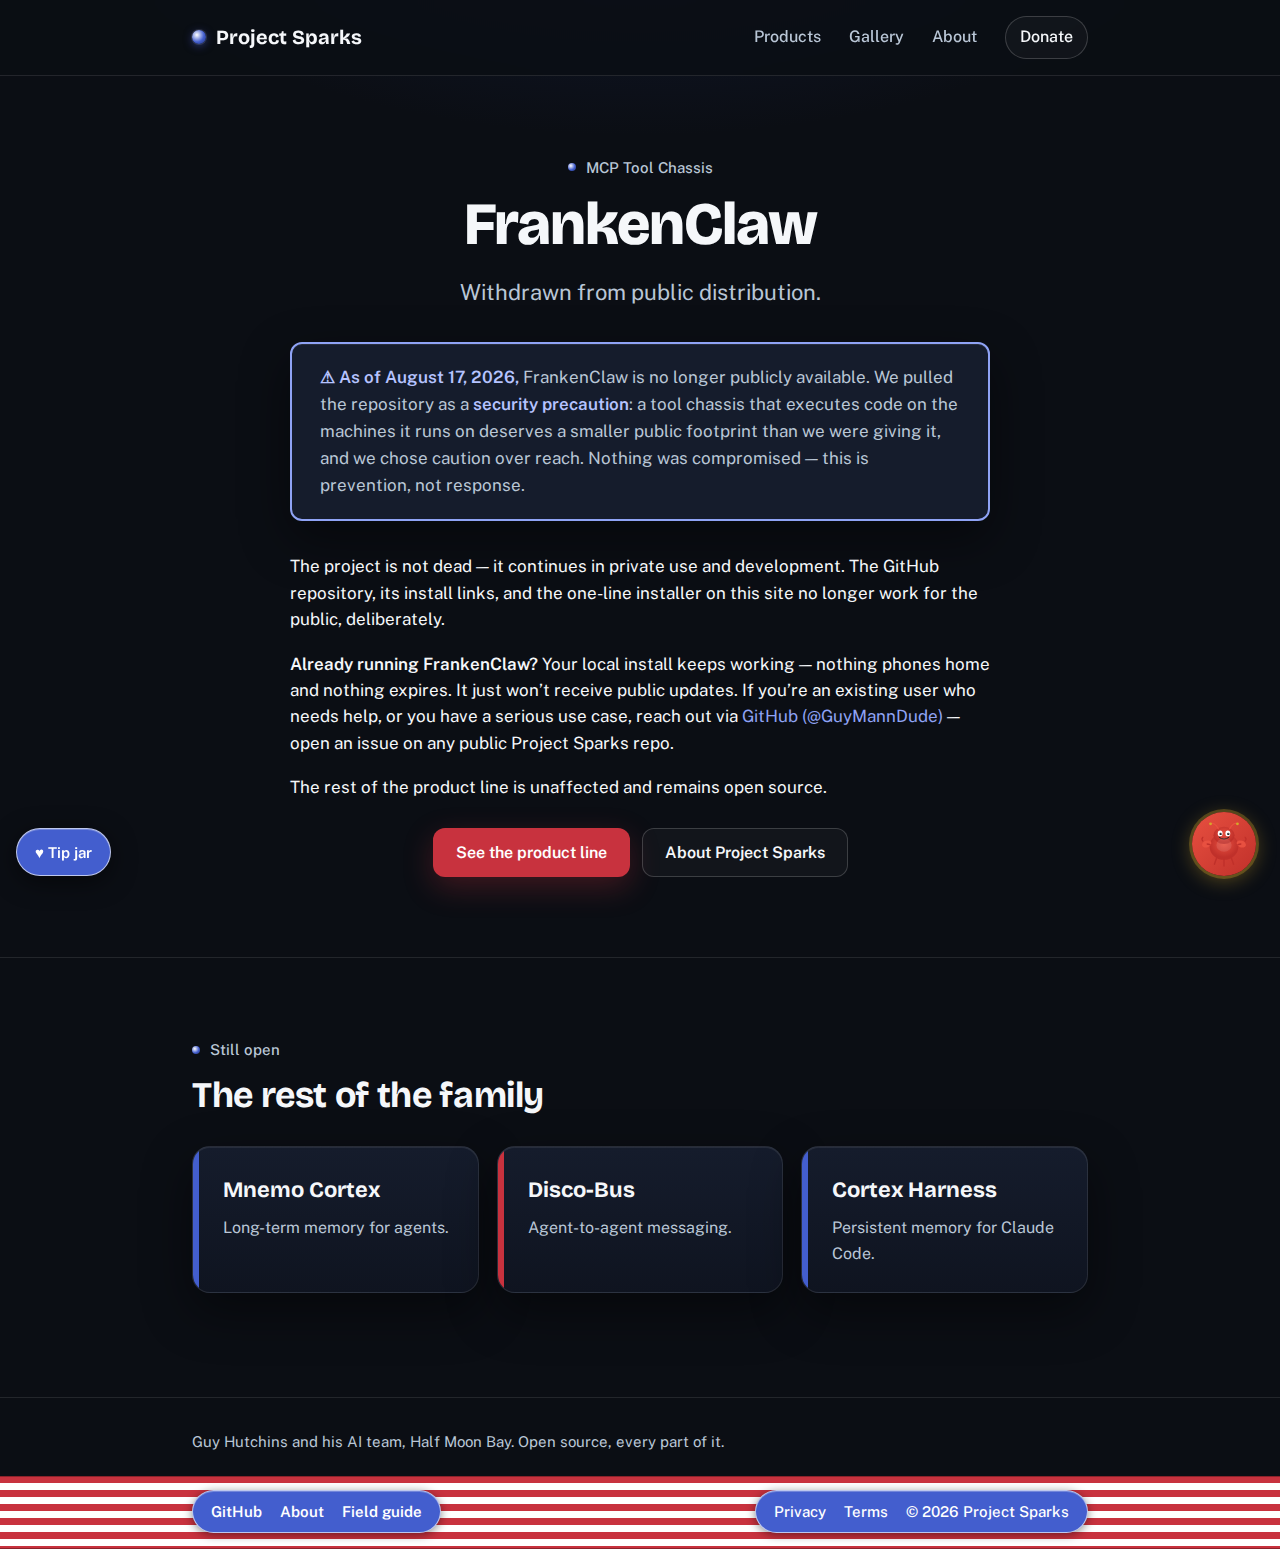 Project Sparks
Products Gallery About Donate
MCP Tool Chassis
FrankenClaw
Withdrawn from public distribution.
⚠ As of August 17, 2026, FrankenClaw is no longer publicly available. We pulled
the repository as a security precaution: a tool chassis that executes code on the
machines it runs on deserves a smaller public footprint than we were giving it,
and we chose caution over reach. Nothing was compromised — this is
prevention, not response.
The project is not dead — it continues in private use and development. The GitHub
repository, its install links, and the one-line installer on this site no longer work for the
public, deliberately.
Already running FrankenClaw? Your local install keeps working — nothing phones home
and nothing expires. It just won’t receive public updates. If you’re an existing user who
needs help, or you have a serious use case, reach out via GitHub (@GuyMannDude) —
open an issue on any public Project Sparks repo.
The rest of the product line is unaffected and remains open source.
♥ Tip jar
See the product line
About Project Sparks
Still open
The rest of the family
Mnemo Cortex
Long-term memory for agents.
Disco-Bus
Agent-to-agent messaging.
Cortex Harness
Persistent memory for Claude
Code.
Guy Hutchins and his AI team, Half Moon Bay. Open source, every part of it.
GitHub About Field guide
Privacy Terms © 2026 Project Sparks